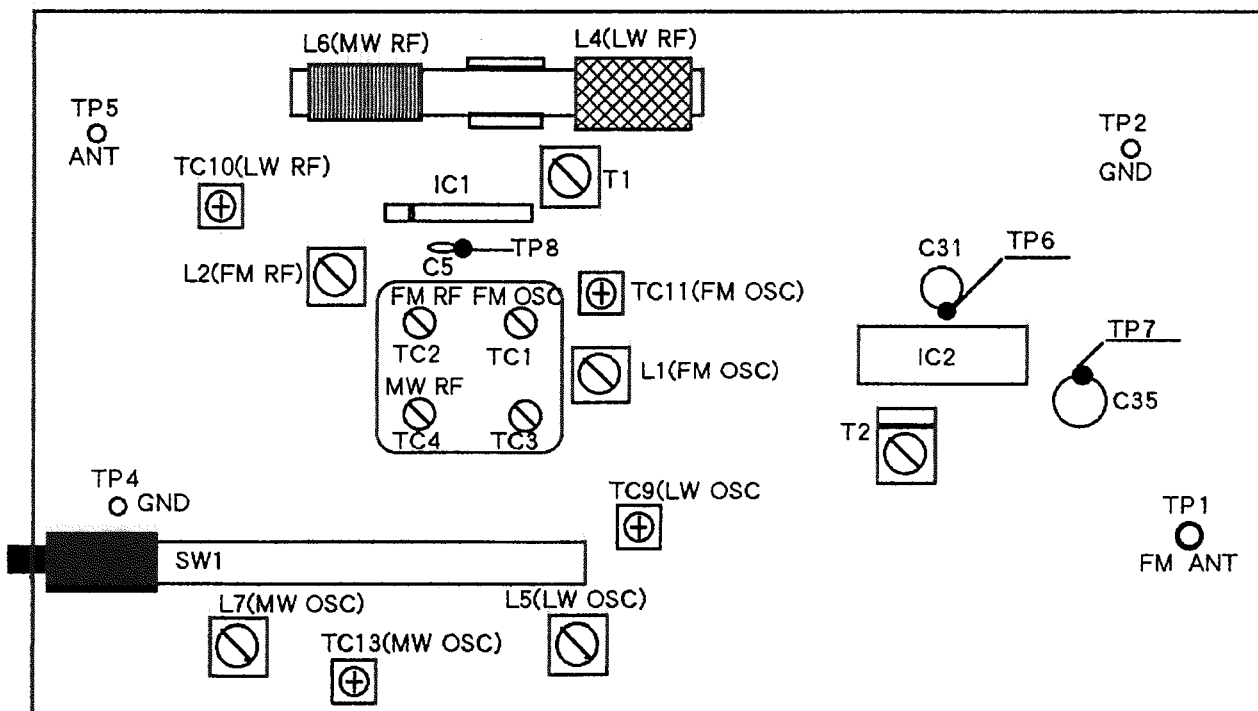 L6(MW RF)
L4(LW RF)
TP5
ANT
TP2
GND
TC10(LW RF)
IC1
T1
TP8
C5
L2(FM RF)
C31
TP6
FM RF
FM OSC
TC11(FM OSC)
TC2
TC1
TP7
IC2
L1(FM OSC)
MW RF
C35
TC4
TC3
T2
TP4
GND
TC9(LW OSC
TP1
FM ANT
SW1
L7(MW OSC)
L5(LW OSC)
TC13(MW OSC)